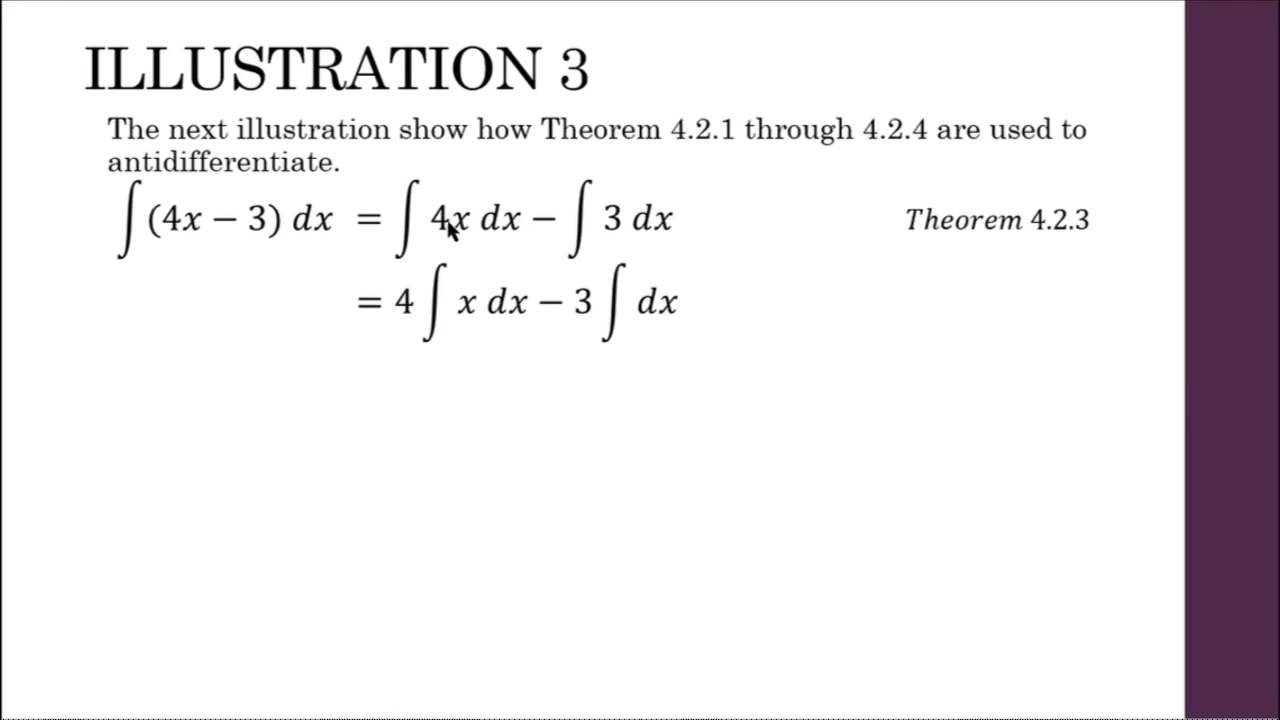 ILLUSTRATION 3
The next illustration show how Theorem 4.2.1 through 4.2.4 are used to
antidifferentiate.
∫(4x − 3) dx = ∫ 4x dx − ∫ 3 dx Theorem 4.2.3
= 4 ∫ x dx − 3 ∫ dx